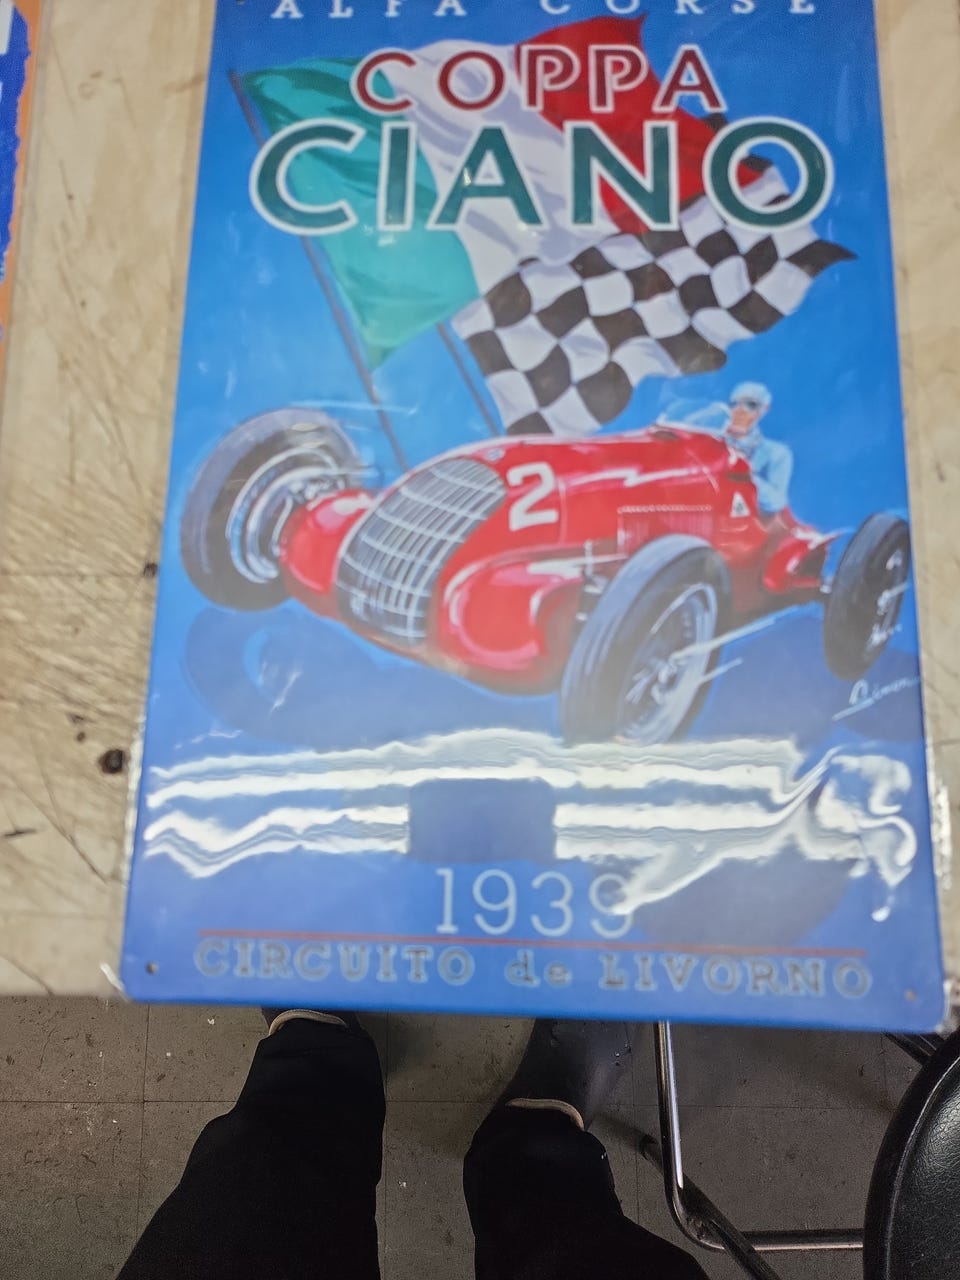 ALFA CORSE
COPPA
CIANO
2
1939
CIRCUITO de LIVORNO